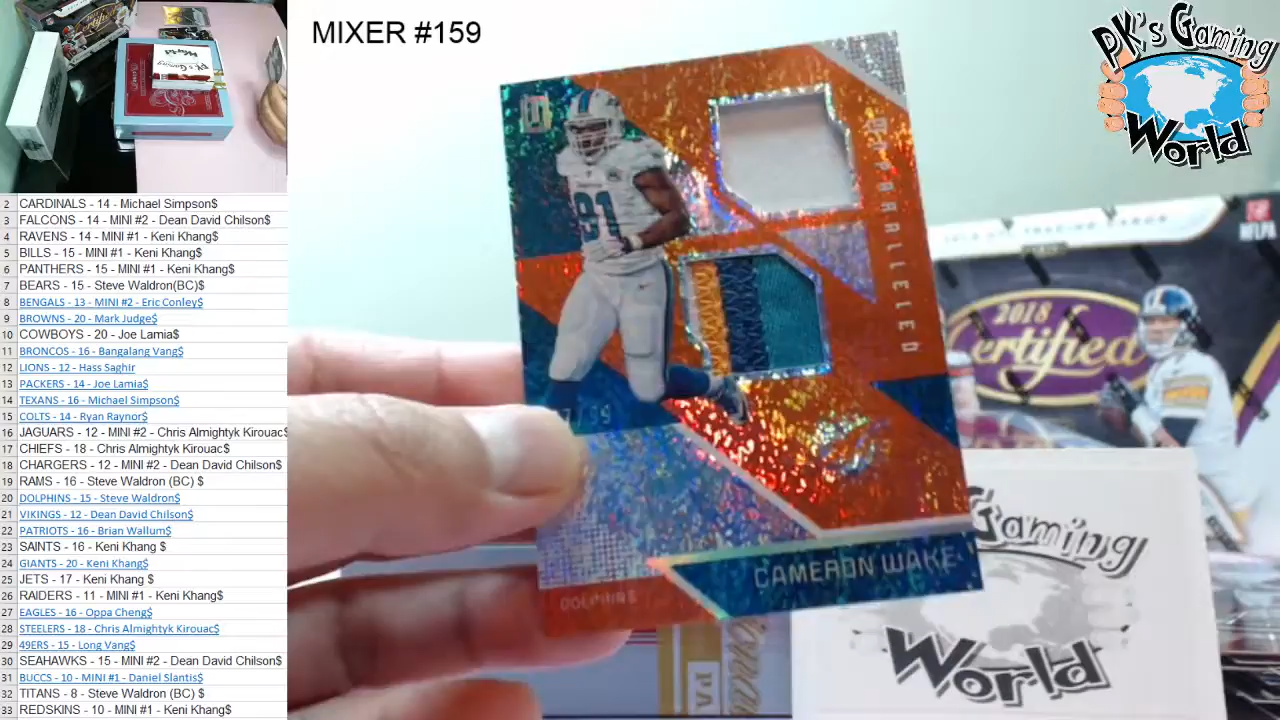 MIXER #159
PK's Gaming
World
2 CARDINALS - 14 - Michael Simpson$
3 FALCONS - 14 - MINI #2 - Dean David Chilson$
4 RAVENS - 14 - MINI #1 - Keni Khang$
5 BILLS - 15 - MINI #1 - Keni Khang$
6 PANTHERS - 15 - MINI #1 - Keni Khang$
7 BEARS - 15 - Steve Waldron(BC)$
8 BENGALS - 13 - MINI #2 - Eric Conley$
9 BROWNS - 20 - Mark Judge$
10 COWBOYS - 20 - Joe Lamia$
11 BRONCOS - 16 - Bangalang Vang$
12 LIONS - 12 - Hass Saghir
13 PACKERS - 14 - Joe Lamia$
14 TEXANS - 16 - Michael Simpson$
15 COLTS - 14 - Ryan Raynor$
16 JAGUARS - 12 - MINI #2 - Chris Almightyk Kirouac$
17 CHIEFS - 18 - Chris Almightyk Kirouac$
18 CHARGERS - 12 - MINI #2 - Dean David Chilson$
19 RAMS - 16 - Steve Waldron (BC) $
20 DOLPHINS - 15 - Steve Waldron$
21 VIKINGS - 12 - Dean David Chilson$
22 PATRIOTS - 16 - Brian Wallum$
23 SAINTS - 16 - Keni Khang $
24 GIANTS - 20 - Keni Khang$
25 JETS - 17 - Keni Khang $
26 RAIDERS - 11 - MINI #1 - Keni Khang$
27 EAGLES - 16 - Oppa Cheng$
28 STEELERS - 18 - Chris Almightyk Kirouac$
29 49ERS - 15 - Long Vang$
30 SEAHAWKS - 15 - MINI #2 - Dean David Chilson$
31 BUCCS - 10 - MINI #1 - Daniel Slantis$
32 TITANS - 8 - Steve Waldron (BC) $
33 REDSKINS - 10 - MINI #1 - Keni Khang$
PK's Gaming
World
U
91
UNPARALLELED
CAMERON WAKE
DOLPHINS
2018
Certified
NFLPA
Gaming
World
PA